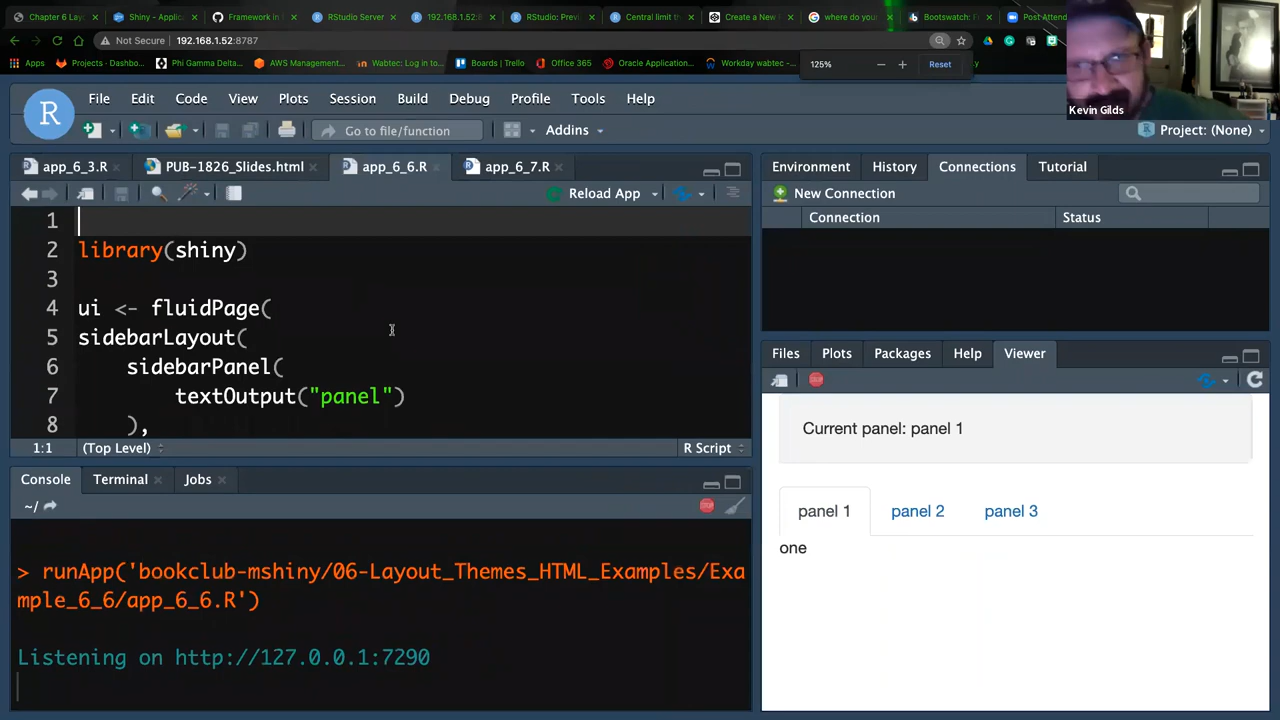 Chapter 6 Lay
Shiny - Applic
Framework in
RStudio Server
192.168.1.52:8
RStudio: Previ
Central limit th
Create a New
where do your
Bootswatch: F
Post Attend
Not Secure | 192.168.1.52:8787
Apps
Projects - Dashbo...
Phi Gamma Delt...
AWS Management...
Wabtec: Log in to...
Boards | Trello
Office 365
Oracle Application...
Workday wabtec -
125%
Reset
Kevin Gilds
R
File Edit Code View Plots Session Build Debug Profile Tools Help
Go to file/function
Addins
Project: (None)
app_6_3.R
PUB-1826_Slides.html
app_6_6.R
app_6_7.R
Reload App
1
2 library(shiny)
3
4 ui <- fluidPage(
5 sidebarLayout(
6 sidebarPanel(
7 textOutput("panel")
8 ),
1:1 (Top Level) R Script
Console Terminal Jobs
~/
> runApp('bookclub-mshiny/06-Layout_Themes_HTML_Examples/Exa
mple_6_6/app_6_6.R')
Listening on http://127.0.0.1:7290
Environment History Connections Tutorial
New Connection
Connection Status
Files Plots Packages Help Viewer
Current panel: panel 1
panel 1 panel 2 panel 3
one